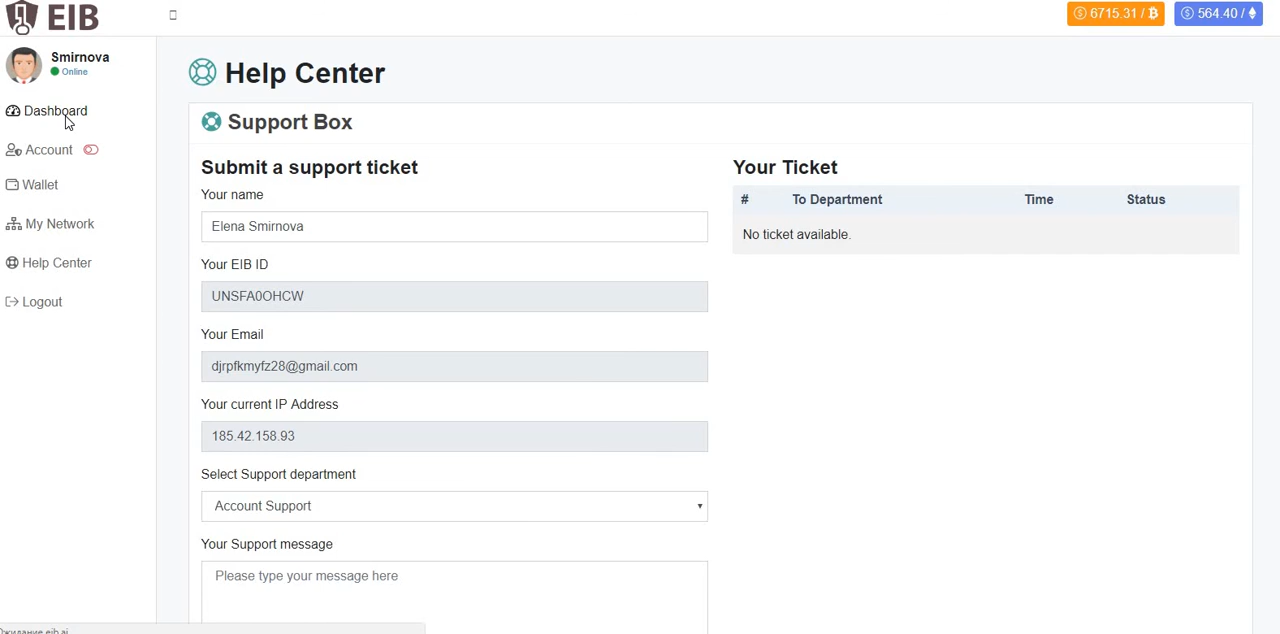 EIB
6715.31 / 
564.40 /
Smirnova
Online
Dashboard
Account
Wallet
My Network
Help Center
Logout
Help Center
Support Box
Submit a support ticket
Your name
Elena Smirnova
Your EIB ID
UNSFA0OHCW
Your Email
djrpfkmyfz28@gmail.com
Your current IP Address
185.42.158.93
Select Support department
Account Support
Your Support message
Please type your message here
Your Ticket
# To Department Time Status
No ticket available.
Ожидание eib.ai